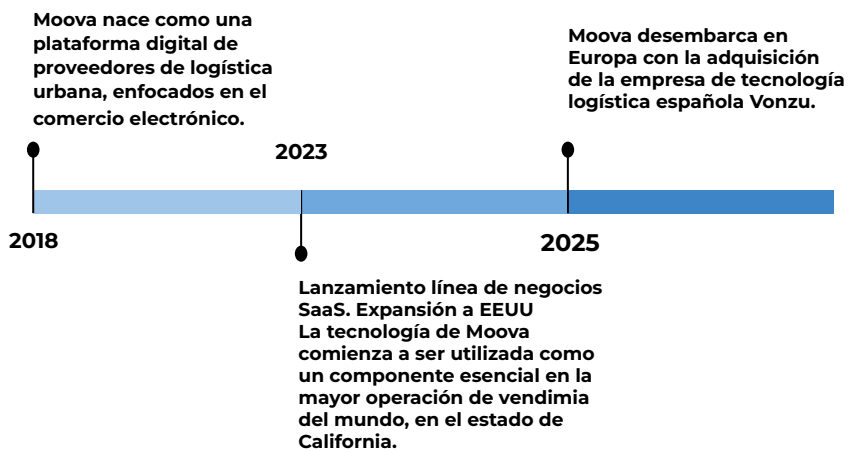 Moova nace como una
plataforma digital de
proveedores de logística
urbana, enfocados en el
comercio electrónico.
2018
2023
Lanzamiento línea de negocios
SaaS. Expansión a EEUU
La tecnología de Moova
comienza a ser utilizada como
un componente esencial en la
mayor operación de vendimia
del mundo, en el estado de
California.
Moova desembarca en
Europa con la adquisición
de la empresa de tecnología
logística española Vonzu.
2025